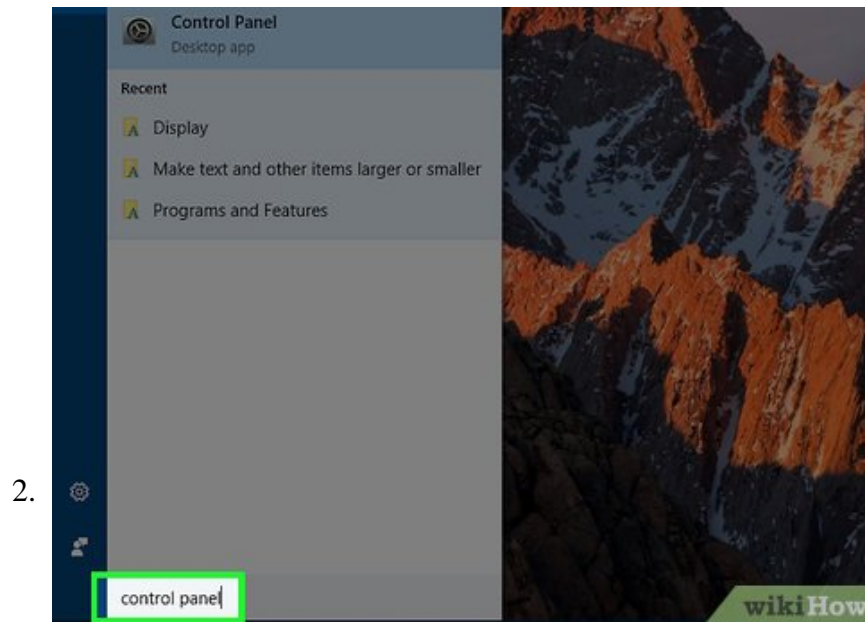 Control Panel
Desktop app
Recent
Display
Make text and other items larger or smaller
Programs and Features
2.
control panel
wikiHow